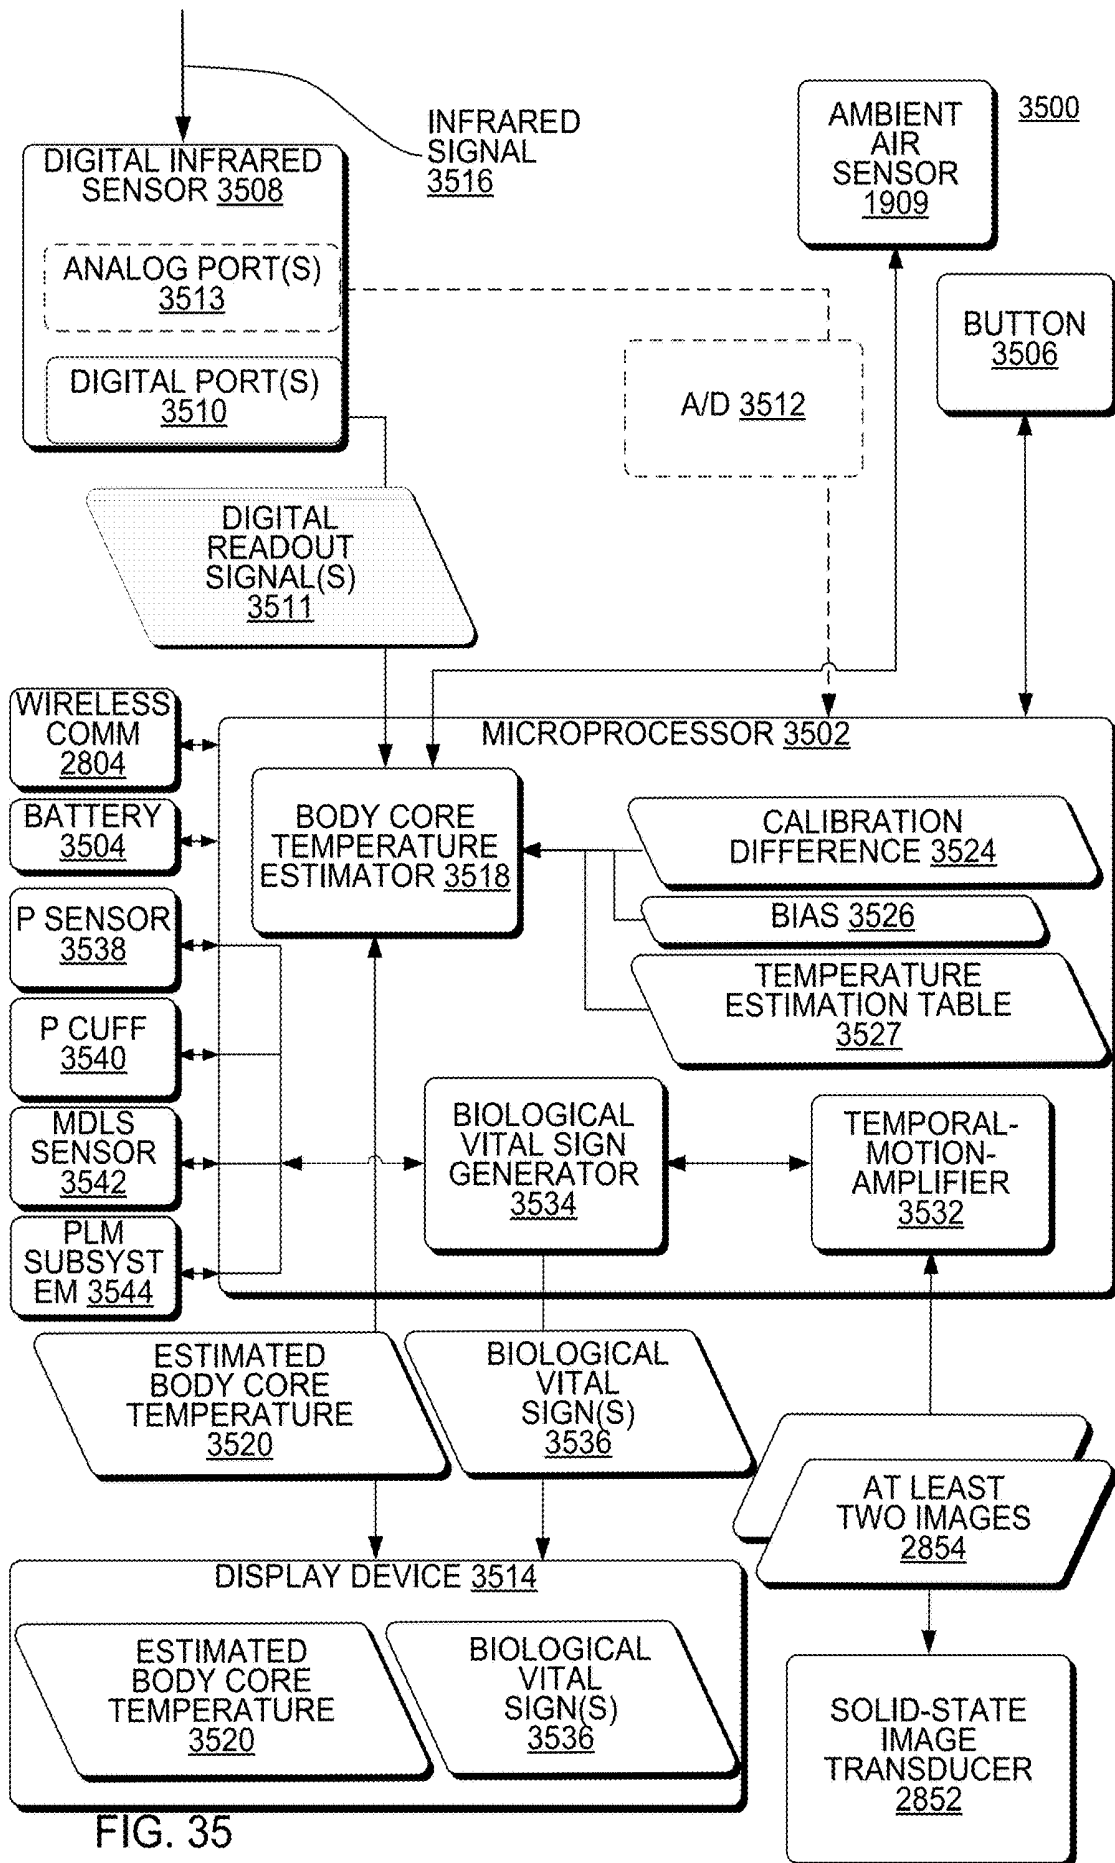 INFRARED
SIGNAL
3516
AMBIENT
AIR
SENSOR
1909
3500
DIGITAL INFRARED
SENSOR 3508
ANALOG PORT(S)
3513
DIGITAL PORT(S)
3510
BUTTON
3506
A/D 3512
DIGITAL
READOUT
SIGNAL(S)
3511
WIRELESS
COMM
2804
BATTERY
3504
P SENSOR
3538
P CUFF
3540
MDLS
SENSOR
3542
PLM
SUBSYST
EM 3544
MICROPROCESSOR 3502
BODY CORE
TEMPERATURE
ESTIMATOR 3518
CALIBRATION
DIFFERENCE 3524
BIAS 3526
TEMPERATURE
ESTIMATION TABLE
3527
BIOLOGICAL
VITAL SIGN
GENERATOR
3534
TEMPORAL-
MOTION-
AMPLIFIER
3532
ESTIMATED
BODY CORE
TEMPERATURE
3520
BIOLOGICAL
VITAL
SIGN(S)
3536
AT LEAST
TWO IMAGES
2854
DISPLAY DEVICE 3514
ESTIMATED
BODY CORE
TEMPERATURE
3520
BIOLOGICAL
VITAL
SIGN(S)
3536
SOLID-STATE
IMAGE
TRANSDUCER
2852
FIG. 35